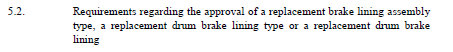 5.2. Requirements regarding the approval of a replacement brake lining assembly
type, a replacement drum brake lining type or a replacement drum brake
lining